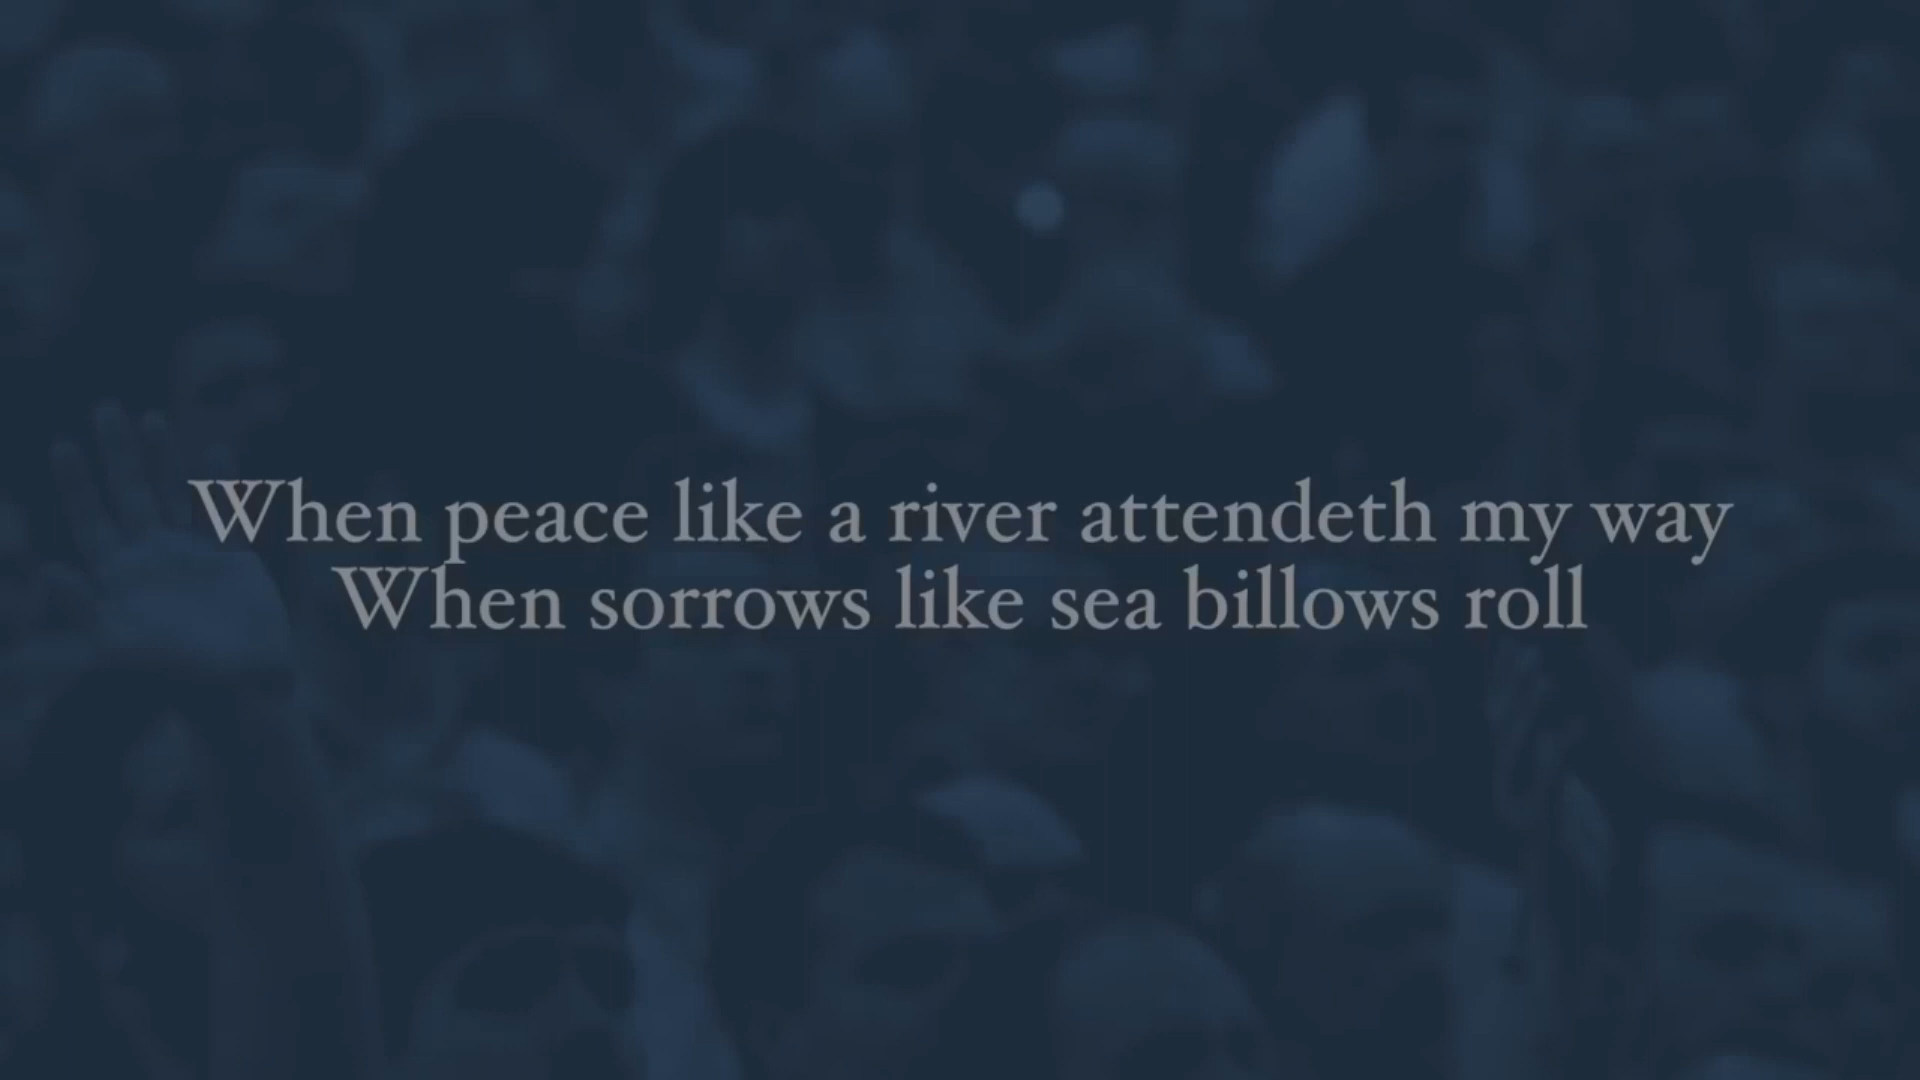 When peace like a river attendeth my way
When sorrows like sea billows roll